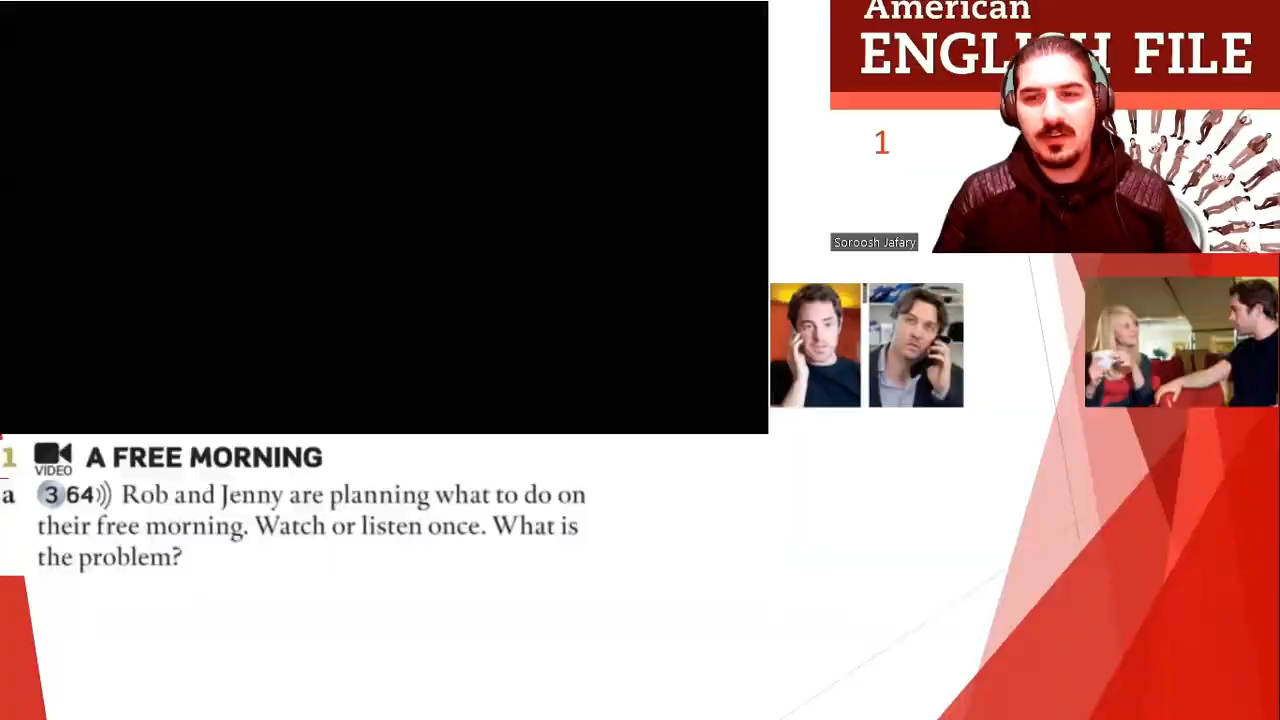 American
ENGLISH FILE
1
Soroosh Jafary
1 VIDEO A FREE MORNING
a 3 64))) Rob and Jenny are planning what to do on
their free morning. Watch or listen once. What is
the problem?